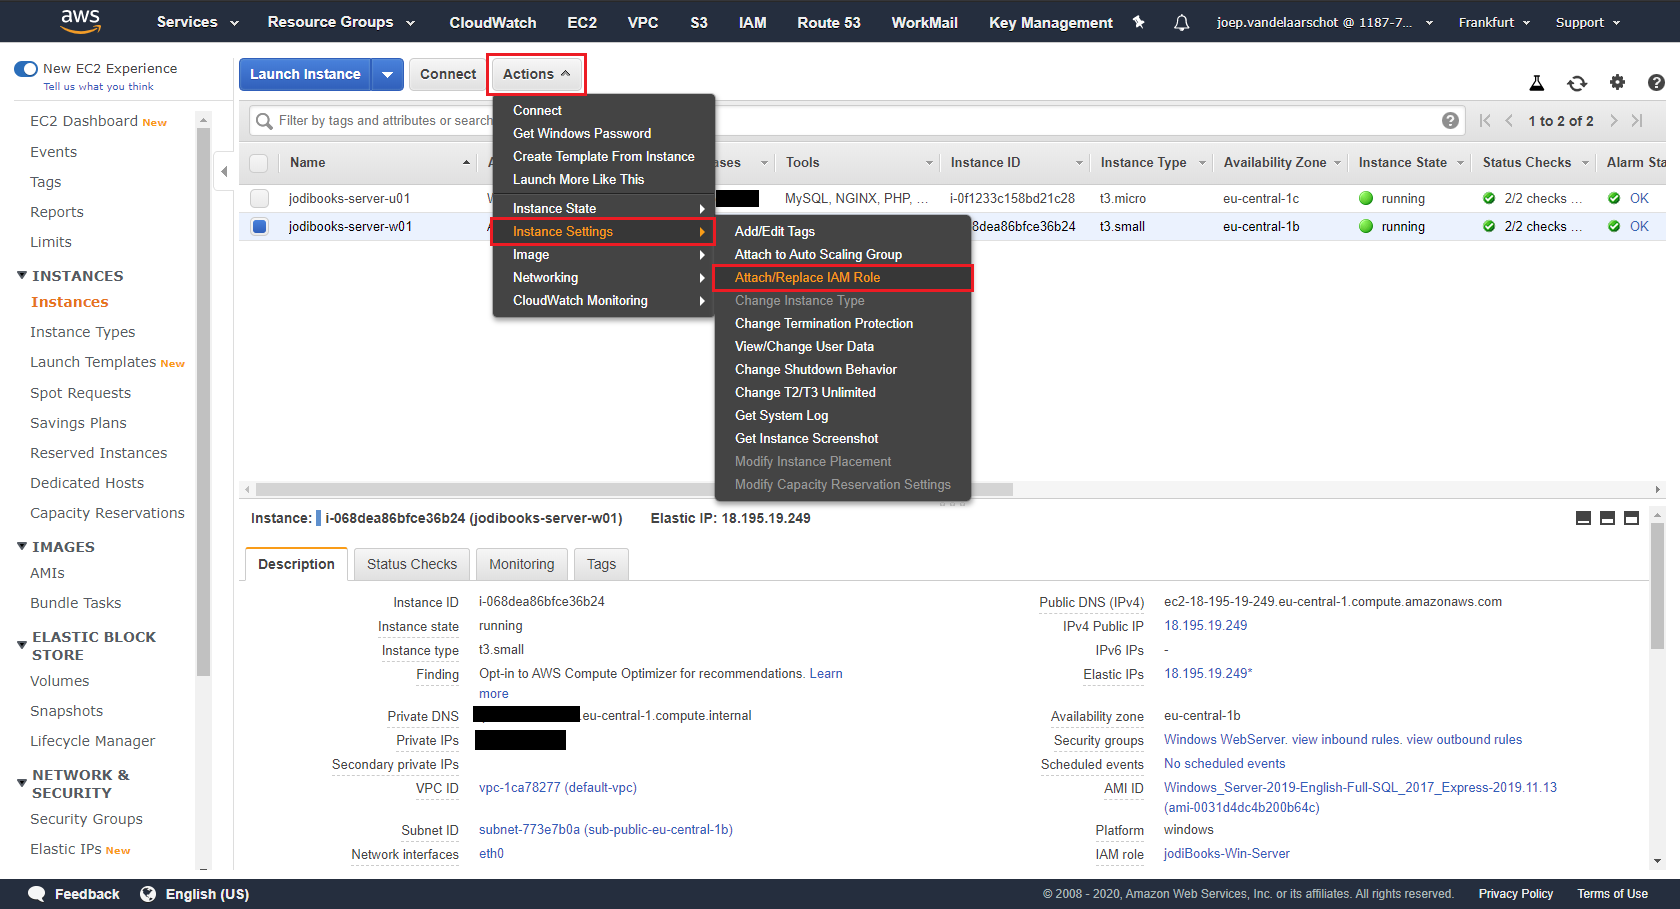 aws
Services
Resource Groups
CloudWatch
EC2
VPC
S3
IAM
Route 53
WorkMail
Key Management
joep.vandelaarschot @ 1187-7...
Frankfurt
Support
New EC2 Experience
Tell us what you think
EC2 Dashboard New
Events
Tags
Reports
Limits
INSTANCES
Instances
Instance Types
Launch Templates New
Spot Requests
Savings Plans
Reserved Instances
Dedicated Hosts
Capacity Reservations
IMAGES
AMIs
Bundle Tasks
ELASTIC BLOCK
STORE
Volumes
Snapshots
Lifecycle Manager
NETWORK &
SECURITY
Security Groups
Elastic IPs New
Launch Instance
Connect
Actions
Filter by tags and attributes or search
1 to 2 of 2
Name
Tools
Instance ID
Instance Type
Availability Zone
Instance State
Status Checks
Alarm Sta
jodibooks-server-u01
MySQL, NGINX, PHP, ...
i-0f1233c158bd21c28
t3.micro
eu-central-1c
running
2/2 checks ...
OK
jodibooks-server-w01
8dea86bfce36b24
t3.small
eu-central-1b
running
2/2 checks ...
OK
Connect
Get Windows Password
Create Template From Instance
Launch More Like This
Instance State
Instance Settings
Image
Networking
CloudWatch Monitoring
Add/Edit Tags
Attach to Auto Scaling Group
Attach/Replace IAM Role
Change Instance Type
Change Termination Protection
View/Change User Data
Change Shutdown Behavior
Change T2/T3 Unlimited
Get System Log
Get Instance Screenshot
Modify Instance Placement
Modify Capacity Reservation Settings
Instance: i-068dea86bfce36b24 (jodibooks-server-w01) Elastic IP: 18.195.19.249
Description
Status Checks
Monitoring
Tags
Instance ID i-068dea86bfce36b24
Instance state running
Instance type t3.small
Finding Opt-in to AWS Compute Optimizer for recommendations. Learn
more
Private DNS .eu-central-1.compute.internal
Private IPs
Secondary private IPs
VPC ID vpc-1ca78277 (default-vpc)
Subnet ID subnet-773e7b0a (sub-public-eu-central-1b)
Network interfaces eth0
Public DNS (IPv4) ec2-18-195-19-249.eu-central-1.compute.amazonaws.com
IPv4 Public IP 18.195.19.249
IPv6 IPs -
Elastic IPs 18.195.19.249*
Availability zone eu-central-1b
Security groups Windows WebServer. view inbound rules. view outbound rules
Scheduled events No scheduled events
AMI ID Windows_Server-2019-English-Full-SQL_2017_Express-2019.11.13
(ami-0031d4dc4b200b64c)
Platform windows
IAM role jodiBooks-Win-Server
Feedback
English (US)
© 2008 - 2020, Amazon Web Services, Inc. or its affiliates. All rights reserved.
Privacy Policy
Terms of Use